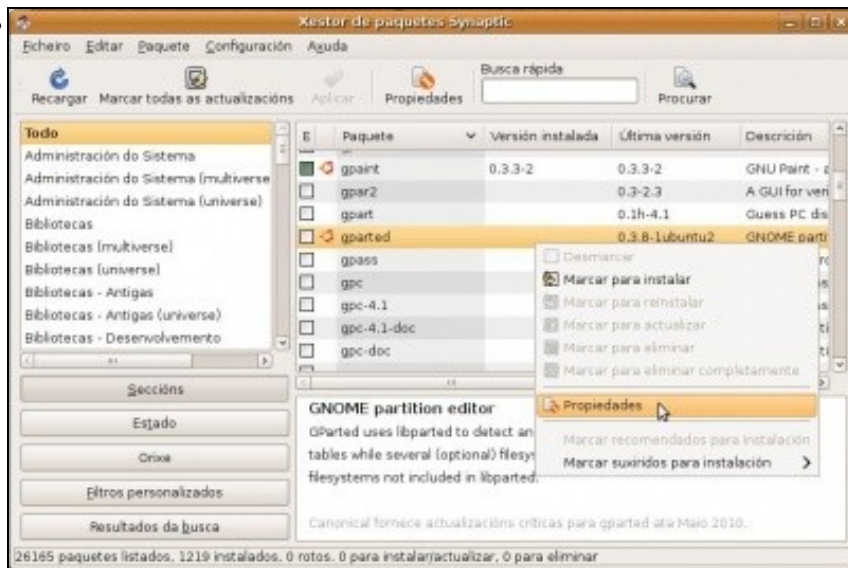 Xestor de paquetes Synaptic
Ficheiro Editar Paquete Configuración Axuda
Recargar Marcar todas as actualizacións Aplicar Propiedades Busca rápida Procurar
Todo
Administración do Sistema
Administración do Sistema (multiverse
Administración do Sistema (universe)
Bibliotecas
Bibliotecas (multiverse)
Bibliotecas (universe)
Bibliotecas - Antigas
Bibliotecas - Antigas (universe)
Bibliotecas - Desenvolvemento
Seccións
Estado
Orixe
Filtros personalizados
Resultados da busca
E Paquete Versión instalada Última versión Descrición
gpaint 0.3.3-2 0.3.3-2 GNU Paint - a
gpar2 0.3-2.3 A GUI for ven
gpart 0.1h-4.1 Guess PC dis
gparted 0.3.8-1ubuntu2 GNOME parti
gpass
gpc
gpc-4.1
gpc-4.1-doc
gpc-doc
Desmarcar
Marcar para instalar
Marcar para reinstalar
Marcar para actualizar
Marcar para eliminar
Marcar para eliminar completamente
Propiedades
Marcar recomendados para instalación
Marcar suxiridos para instalación
GNOME partition editor
GParted uses libparted to detect an
tables while several (optional) filesy
filesystems not included in libparted.
Canonical fornece actualizacións críticas para gparted ata Maio 2010.
26165 paquetes listados, 1219 instalados, 0 rotos. 0 para instalar/actualizar, 0 para eliminar